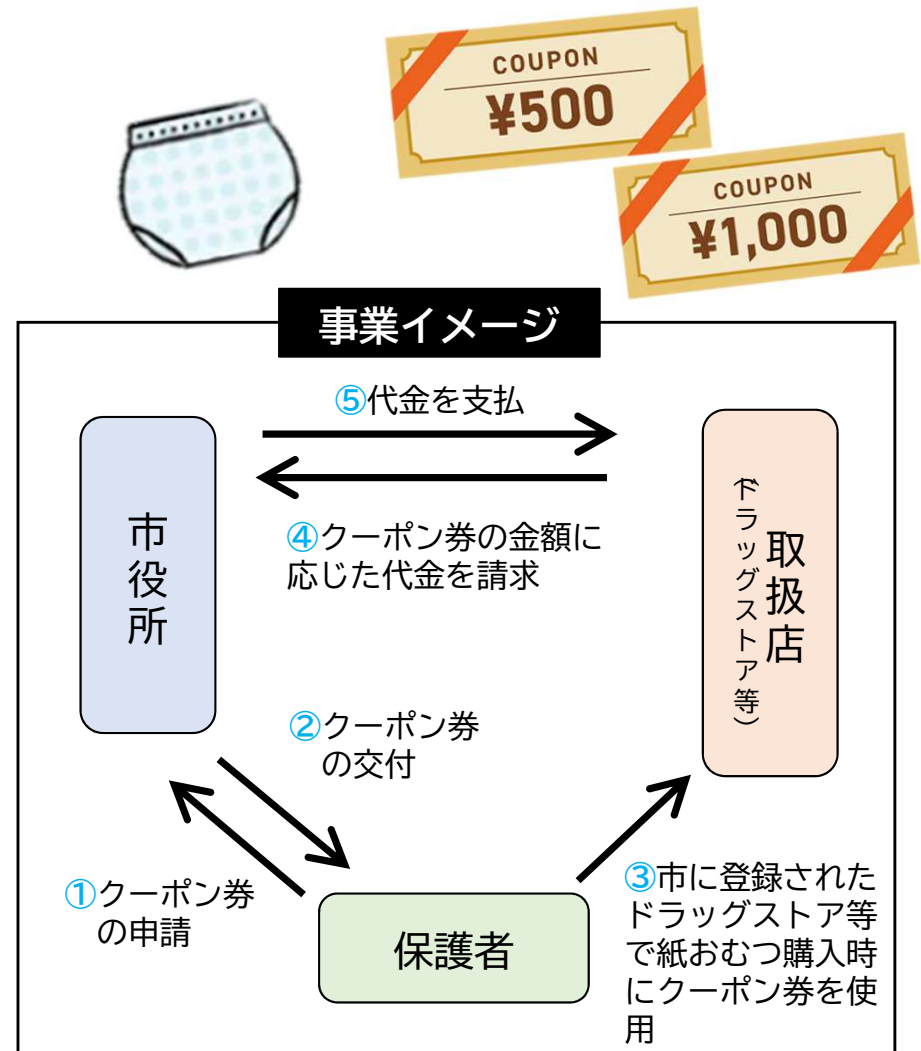 COUPON
¥500
COUPON
¥1,000
事業イメージ
⑤代金を支払
④クーポン券の金額に
応じた代金を請求
市役所
取扱店
(ドラッグストア等)
②クーポン券
の交付
①クーポン券
の申請
保護者
③市に登録された
ドラッグストア等
で紙おむつ購入時
にクーポン券を使
用